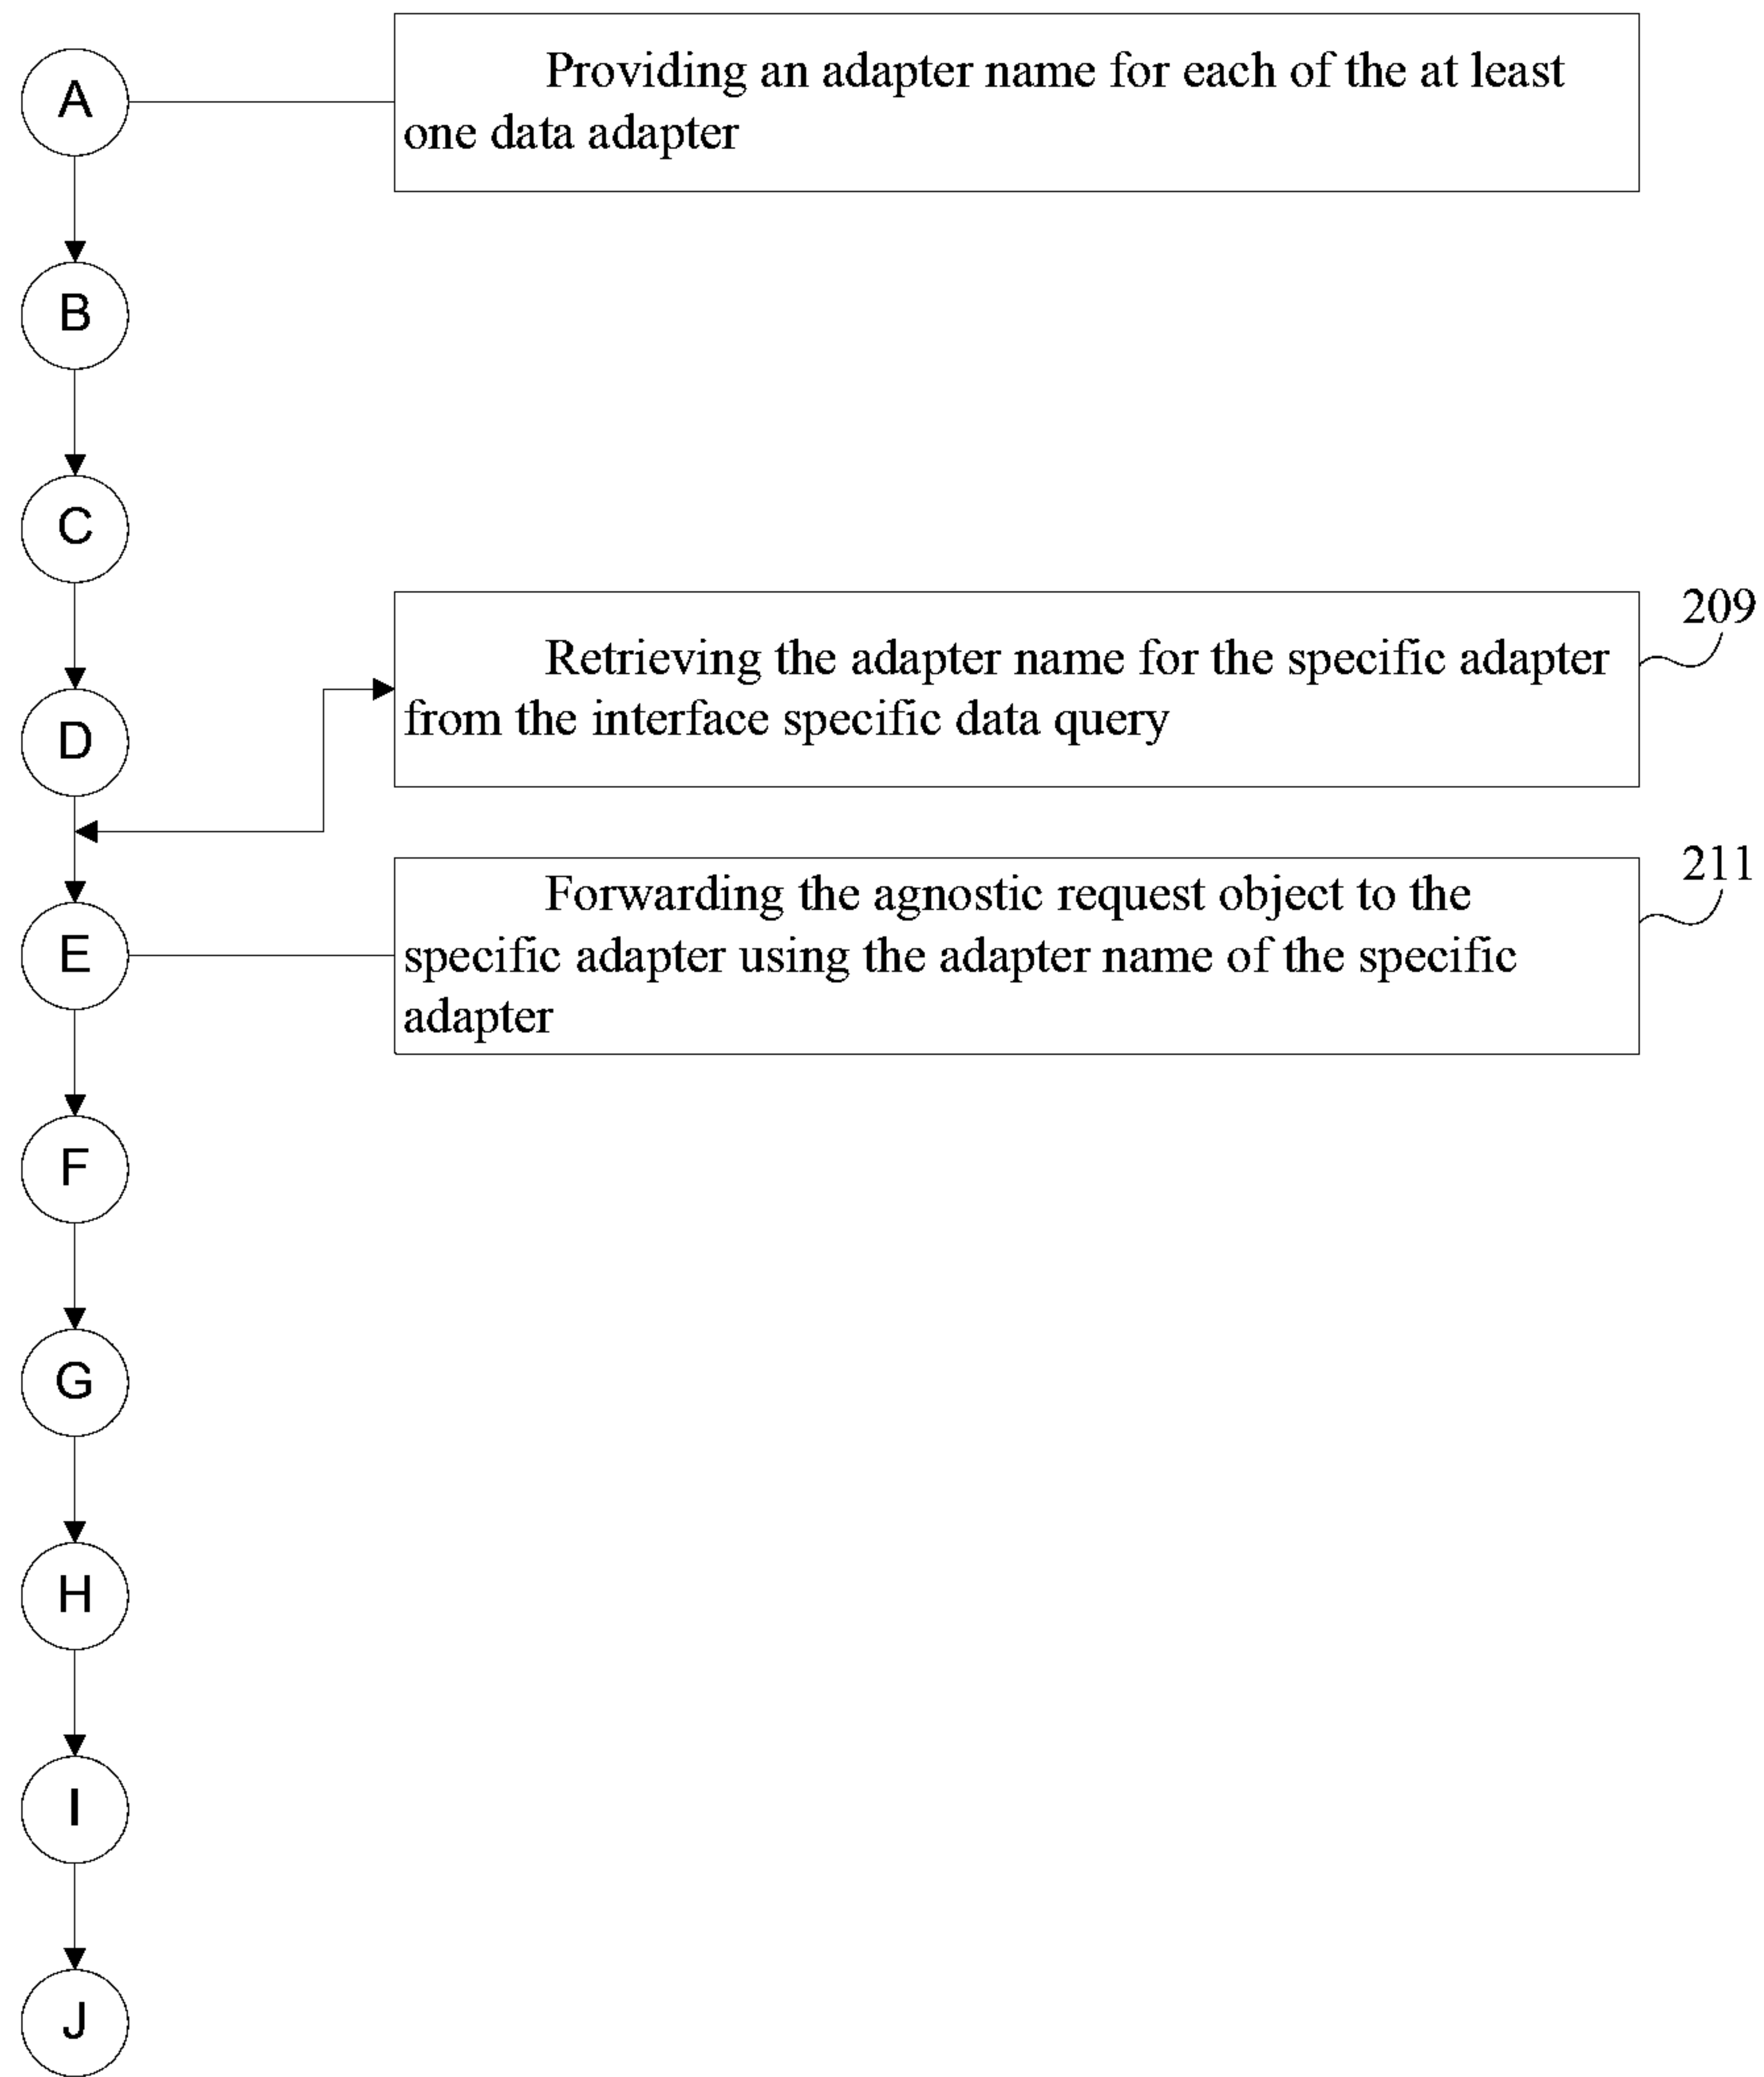 A
Providing an adapter name for each of the at least
one data adapter
B
C
209
Retrieving the adapter name for the specific adapter
from the interface specific data query
D
211
Forwarding the agnostic request object to the
specific adapter using the adapter name of the specific
adapter
E
F
G
H
I
J